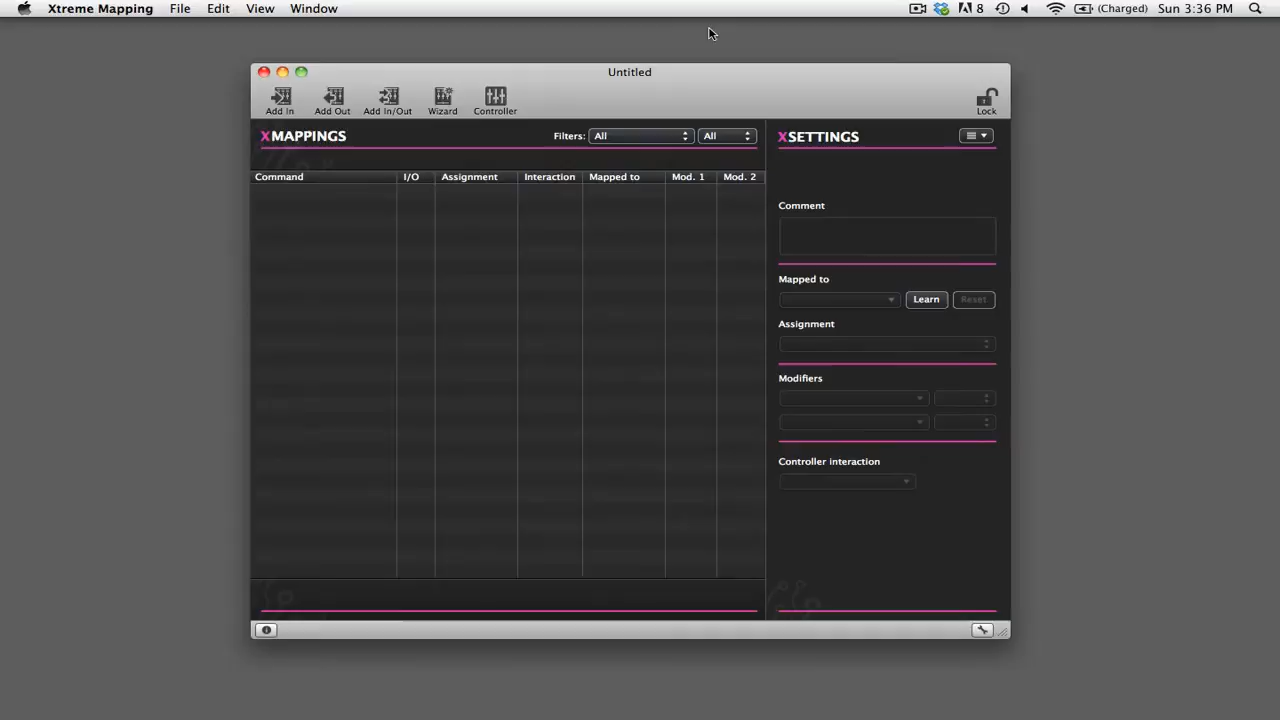 Xtreme Mapping File Edit View Window 8 (Charged) Sun 3:36 PM
Untitled
Add In Add Out Add In/Out Wizard Controller Lock
XMAPPINGS Filters: All All
Command I/O Assignment Interaction Mapped to Mod. 1 Mod. 2
XSETTINGS
Comment
Mapped to
Learn Reset
Assignment
Modifiers
Controller interaction